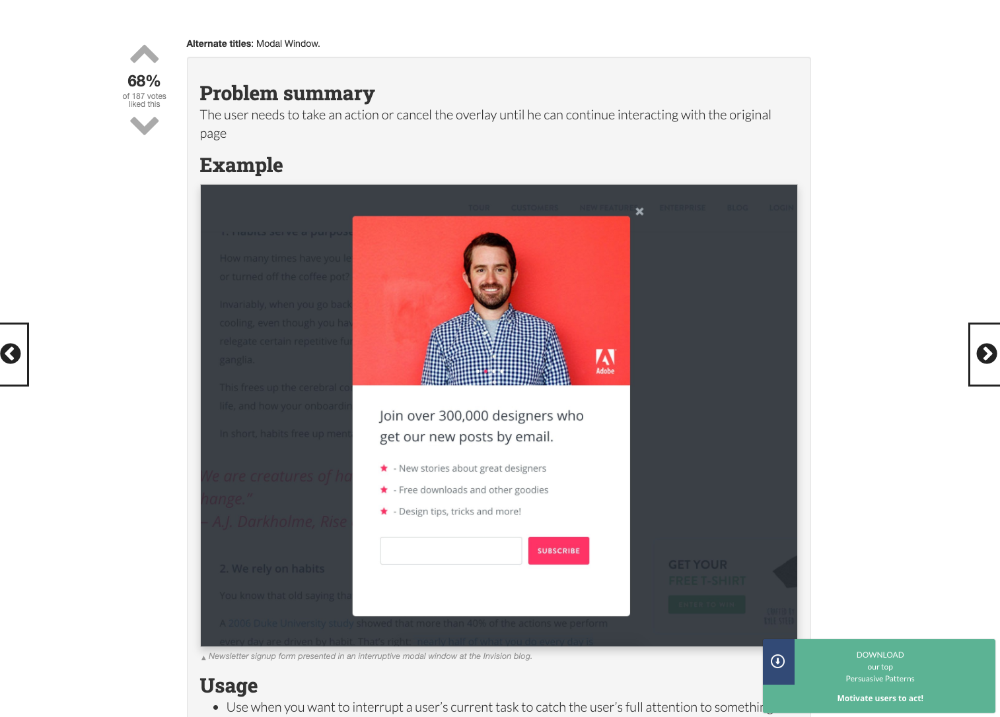 Alternate titles: Modal Window.
68%
of 187 votes
liked this
Problem summary
The user needs to take an action or cancel the overlay until he can continue interacting with the original
page
Example
TOUR CUSTOMERS NEW FEATURES ENTERPRISE BLOG LOGIN
1. Habits serve a purpose
How many times have you le
or turned off the coffee pot?
Invariably, when you go back
cooling, even though you hav
relegate certain repetitive fun
ganglia.
This frees up the cerebral co
life, and how your onboardin
In short, habits free up ment
We are creatures of ha
hange.”
– A.J. Darkholme, Rise
2. We rely on habits
You know that old saying tha
A 2006 Duke University study showed that more than 40% of the actions we perform
every day are driven by habit. That's right: nearly half of what you do every day is
Adobe
Join over 300,000 designers who
get our new posts by email.
- New stories about great designers
- Free downloads and other goodies
- Design tips, tricks and more!
SUBSCRIBE
GET YOUR
FREE T-SHIRT
ENTER TO WIN
Newsletter signup form presented in an interruptive modal window at the Invision blog.
Usage
Use when you want to interrupt a user’s current task to catch the user’s full attention to something
DOWNLOAD
our top
Persuasive Patterns
Motivate users to act!